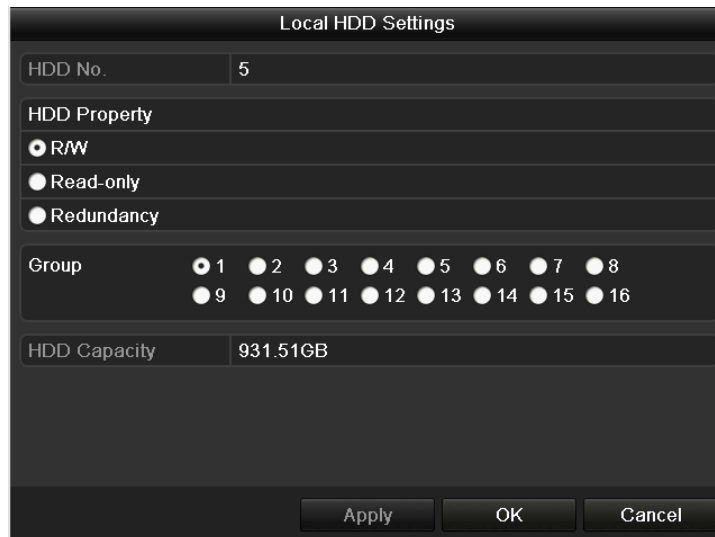 Local HDD Settings
HDD No. 5
HDD Property
R/W
Read-only
Redundancy
Group 1 2 3 4 5 6 7 8
9 10 11 12 13 14 15 16
HDD Capacity 931.51GB
Apply OK Cancel